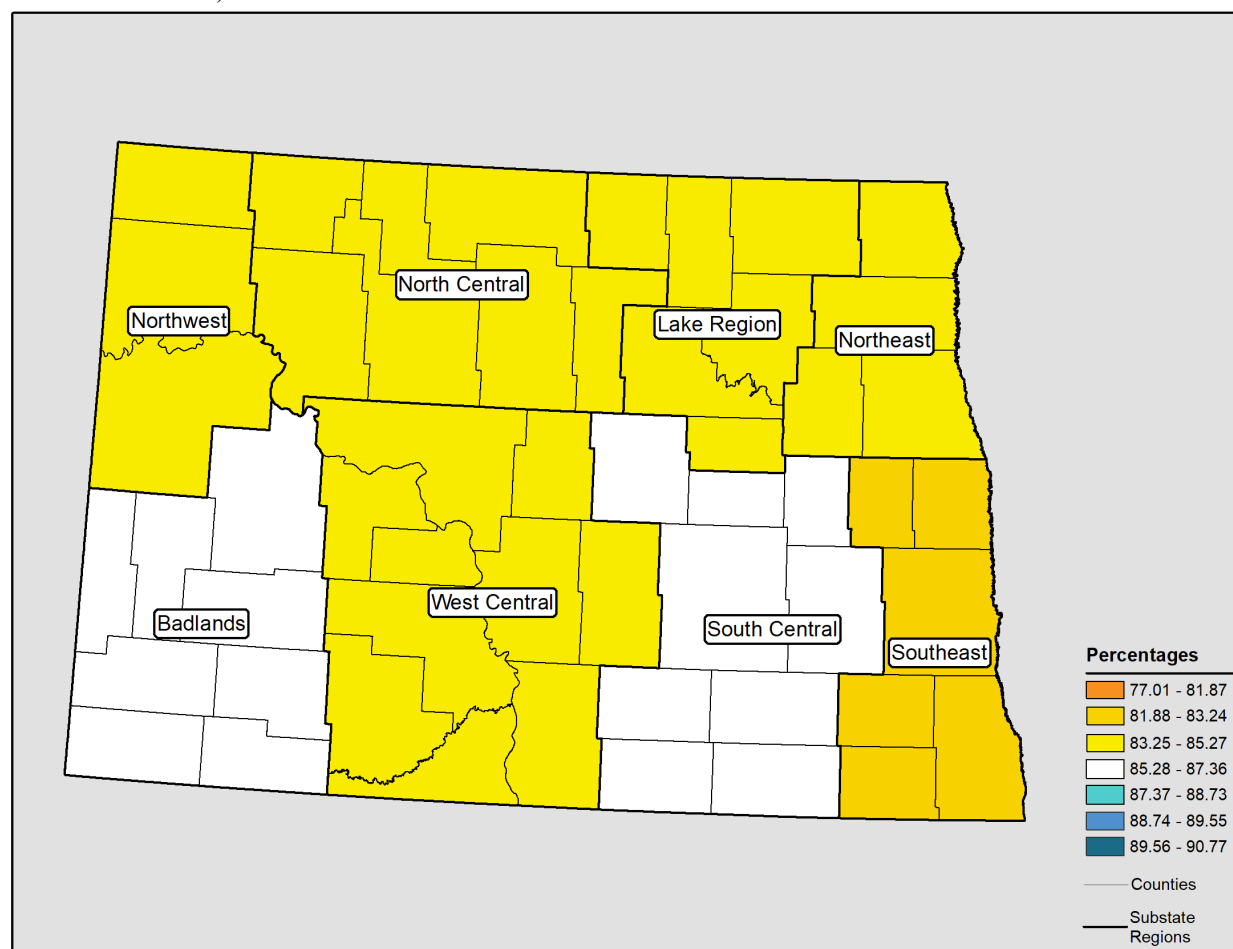 North Central
Northwest
Lake Region
Northeast
West Central
Badlands
South Central
Southeast
Percentages
77.01 - 81.87
81.88 - 83.24
83.25 - 85.27
85.28 - 87.36
87.37 - 88.73
88.74 - 89.55
89.56 - 90.77
Counties
Substate
Regions